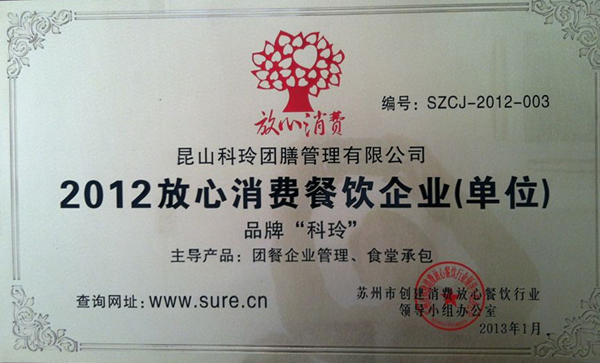 编号：SZCJ-2012-003
放心消费
昆山科玲团膳管理有限公司
2012放心消费餐饮企业(单位)
品牌“科玲”
主导产品：团餐企业管理、食堂承包
查询网址：www.sure.cn
苏州市创建消费放心餐饮行业
领导小组办公室
2013年1月